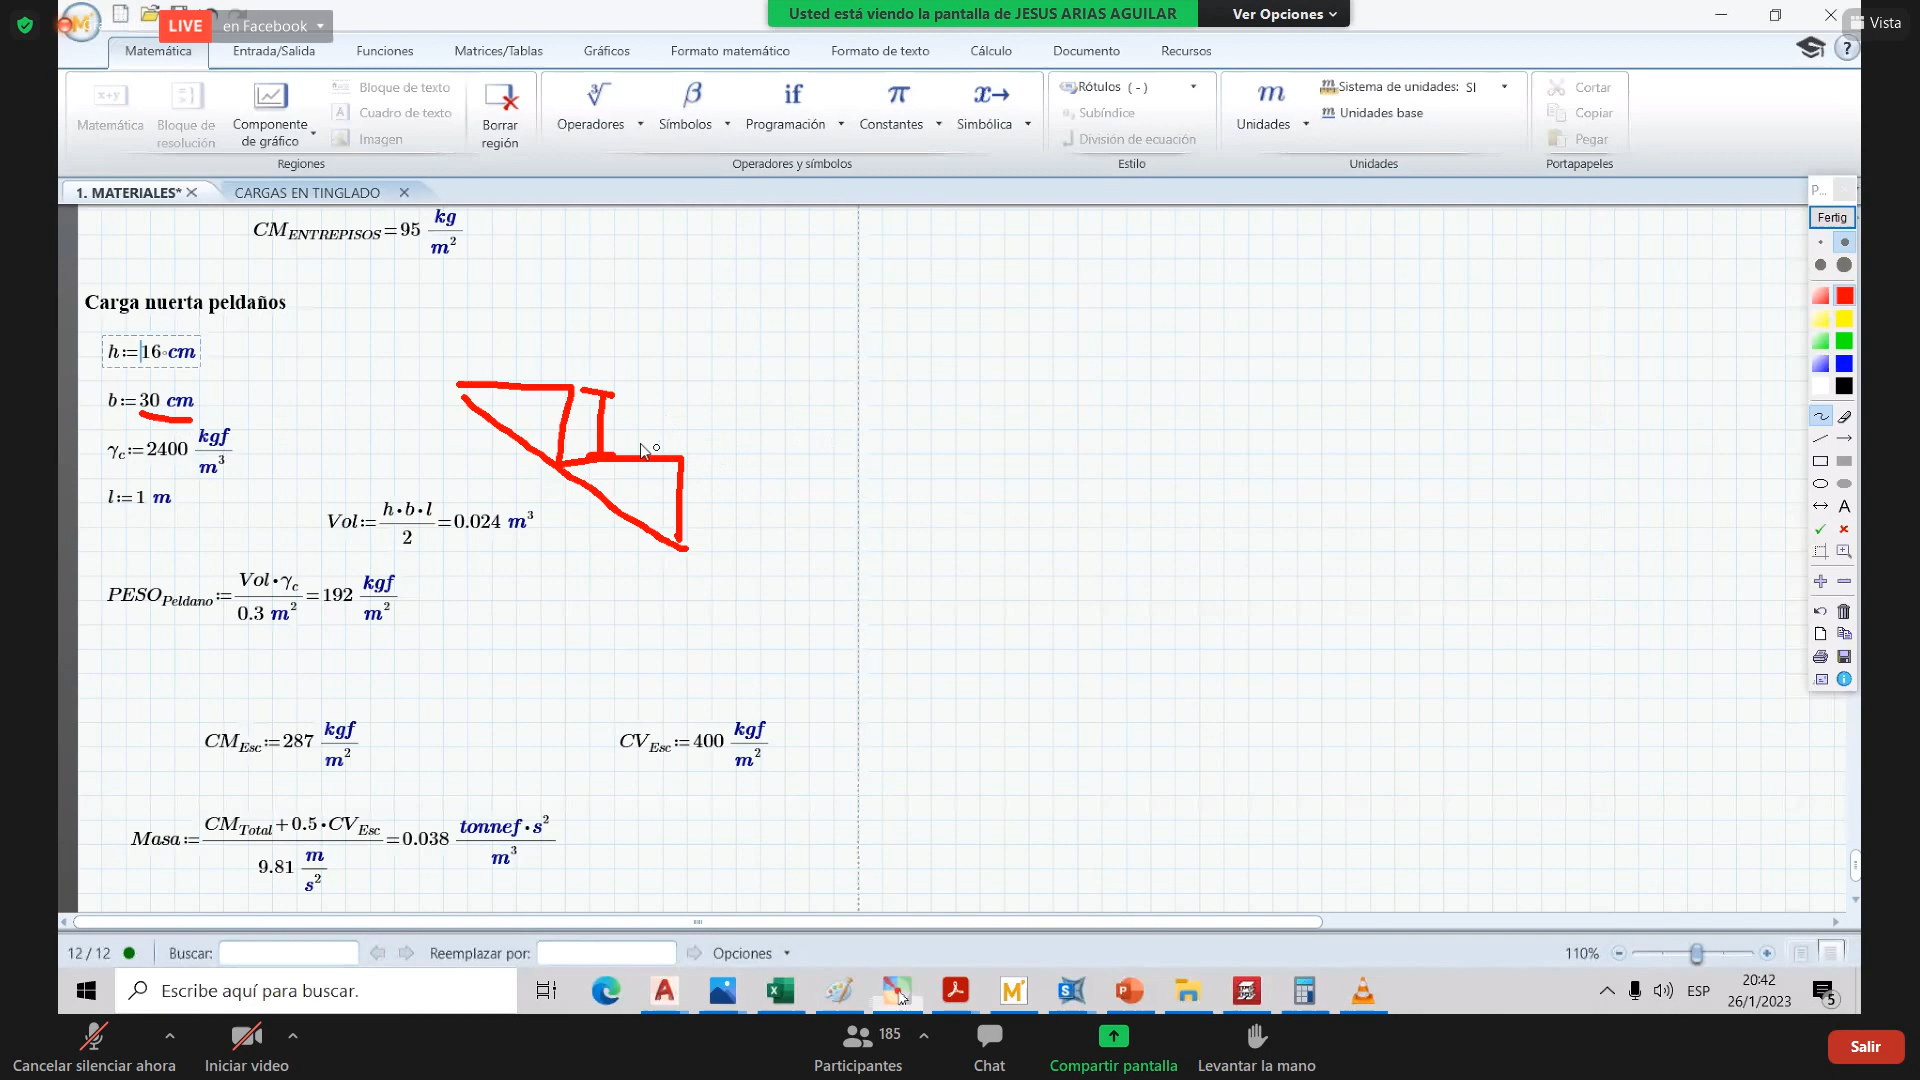 LIVE en Facebook
Usted está viendo la pantalla de JESUS ARIAS AGUILAR
Ver Opciones
Vista
Matemática Entrada/Salida Funciones Matrices/Tablas Gráficos Formato matemático Formato de texto Cálculo Documento Recursos
Matemática
Bloque de resolución
Componente de gráfico
Bloque de texto
Cuadro de texto
Imagen
Borrar región
Regiones
Operadores Símbolos Programación Constantes Simbólica
Operadores y símbolos
Rótulos ( - )
Subíndice
División de ecuación
Estilo
Unidades
Sistema de unidades: SI
Unidades base
Unidades
Cortar
Copiar
Pegar
Portapapeles
1. MATERIALES* CARGAS EN TINGLADO
P...
Fertig
CM_ENTREPISOS = 95 kg/m²
Carga nuerta peldaños
h:=16 cm
b:=30 cm
γc:=2400 kgf/m³
l:=1 m
Vol:= h•b•l/2 = 0.024 m³
PESO_Peldano := Vol•γc/0.3 m² = 192 kgf/m²
CM_Esc:=287 kgf/m² CV_Esc:=400 kgf/m²
Masa:= CM_Total+0.5•CV_Esc / 9.81 m/s² = 0.038 tonnef•s²/m³
12 / 12 Buscar: Reemplazar por: Opciones 110%
Escribe aquí para buscar.
ESP
20:42
26/1/2023
5
Cancelar silenciar ahora
Iniciar video
Participantes 185
Chat
Compartir pantalla
Levantar la mano
Salir